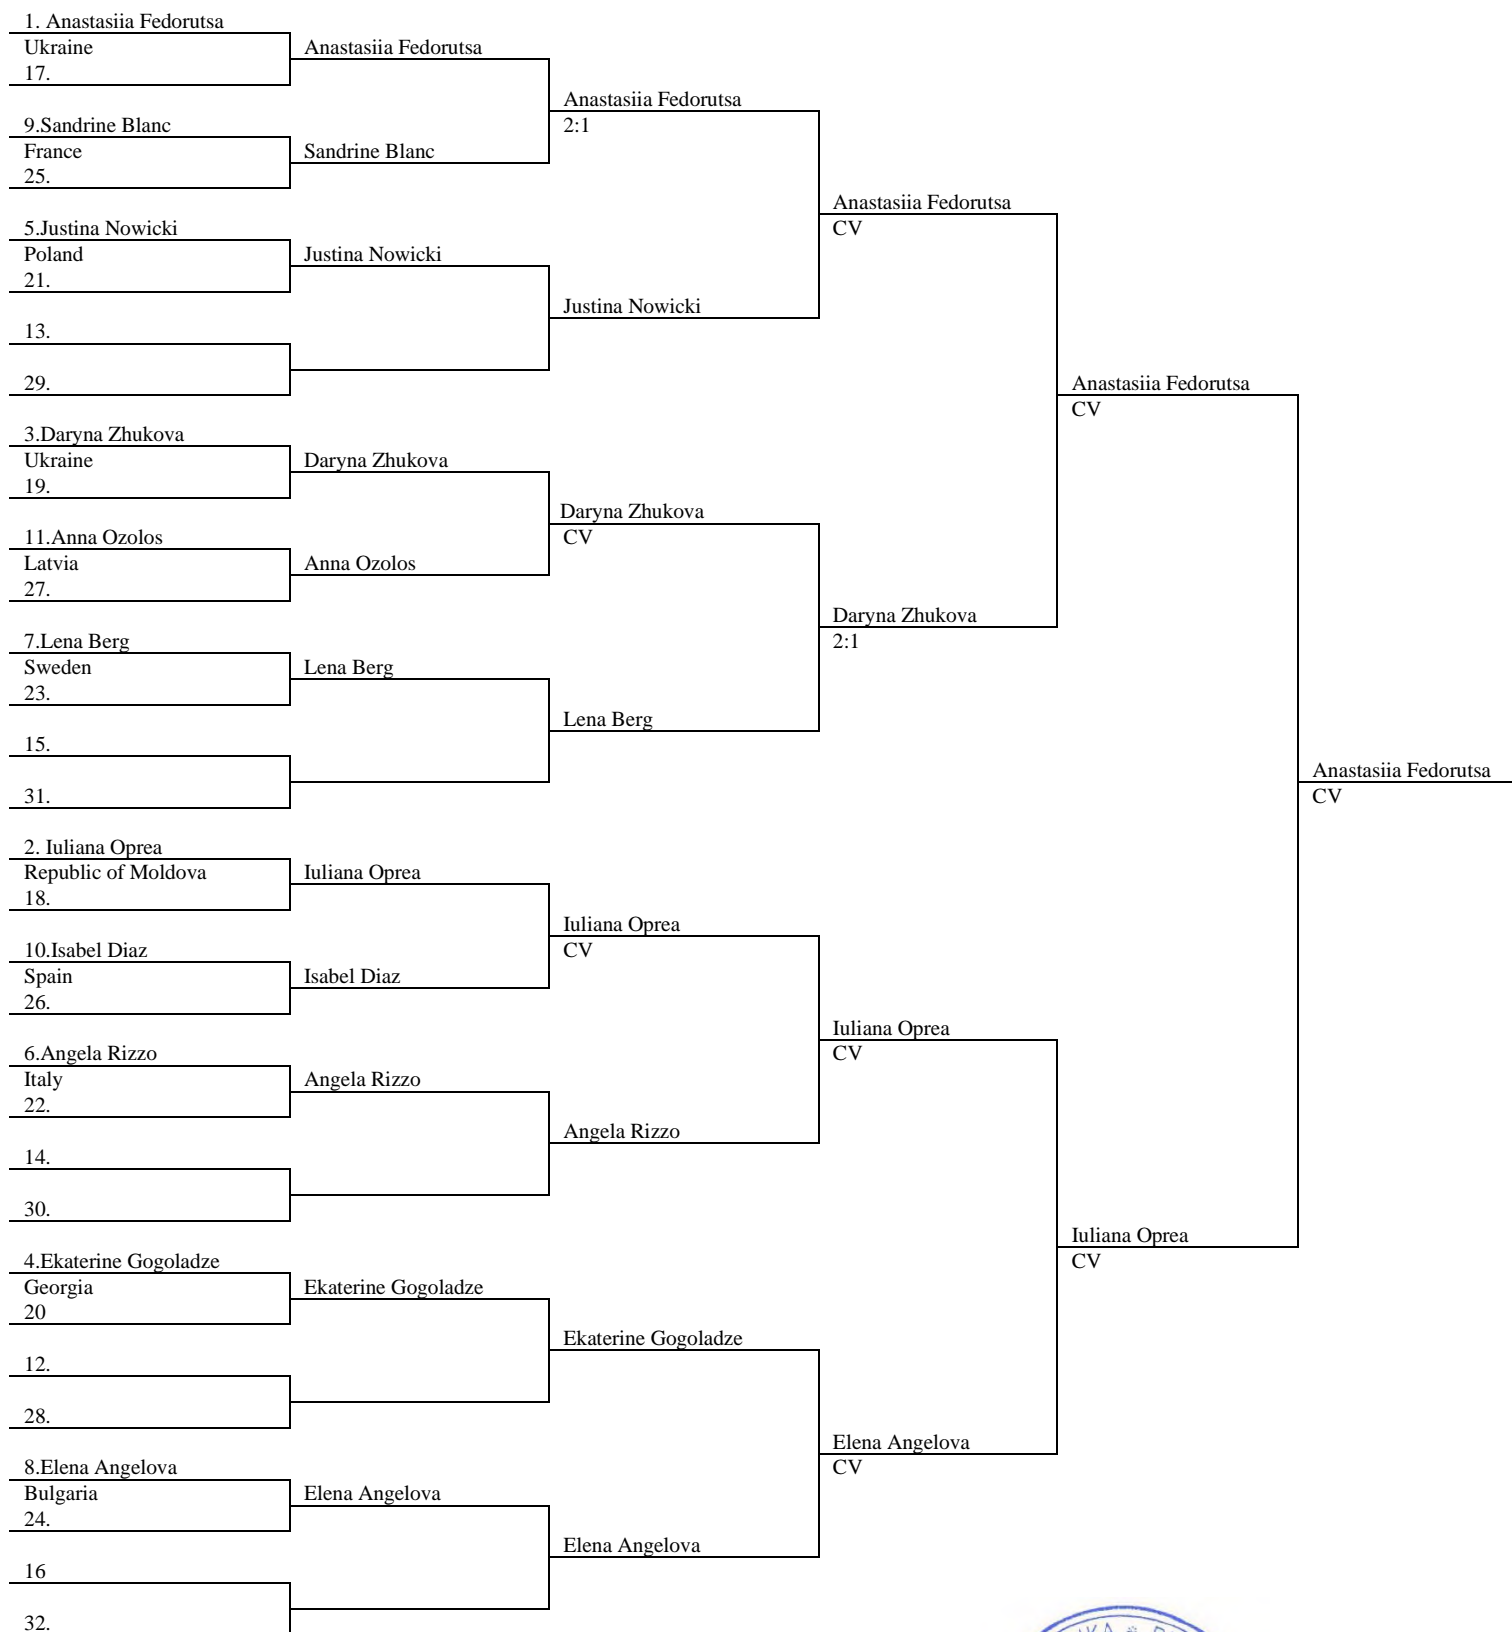 1. Anastasiia Fedorutsa
Ukraine
17.
9.Sandrine Blanc
France
25.
5.Justina Nowicki
Poland
21.
13.
29.
3.Daryna Zhukova
Ukraine
19.
11.Anna Ozolos
Latvia
27.
7.Lena Berg
Sweden
23.
15.
31.
2. Iuliana Oprea
Republic of Moldova
18.
10.Isabel Diaz
Spain
26.
6.Angela Rizzo
Italy
22.
14.
30.
4.Ekaterine Gogoladze
Georgia
20
12.
28.
8.Elena Angelova
Bulgaria
24.
16
32.
Anastasiia Fedorutsa
Sandrine Blanc
Justina Nowicki
Daryna Zhukova
Anna Ozolos
Lena Berg
Iuliana Oprea
Isabel Diaz
Angela Rizzo
Ekaterine Gogoladze
Elena Angelova
Anastasiia Fedorutsa
2:1
Justina Nowicki
Daryna Zhukova
CV
Lena Berg
Iuliana Oprea
CV
Angela Rizzo
Ekaterine Gogoladze
Elena Angelova
Anastasiia Fedorutsa
CV
Daryna Zhukova
2:1
Iuliana Oprea
CV
Elena Angelova
CV
Anastasiia Fedorutsa
CV
Iuliana Oprea
CV
Anastasiia Fedorutsa
CV